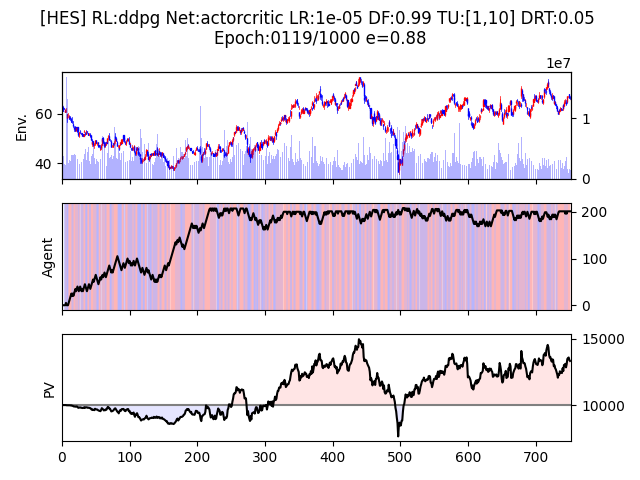 [HES] RL:ddpg Net:actorcritic LR:1e-05 DF:0.99 TU:[1,10] DRT:0.05
Epoch:0119/1000 e=0.88
1e7
Env.
60
40
1
0
Agent
200
100
0
PV
15000
10000
0 100 200 300 400 500 600 700